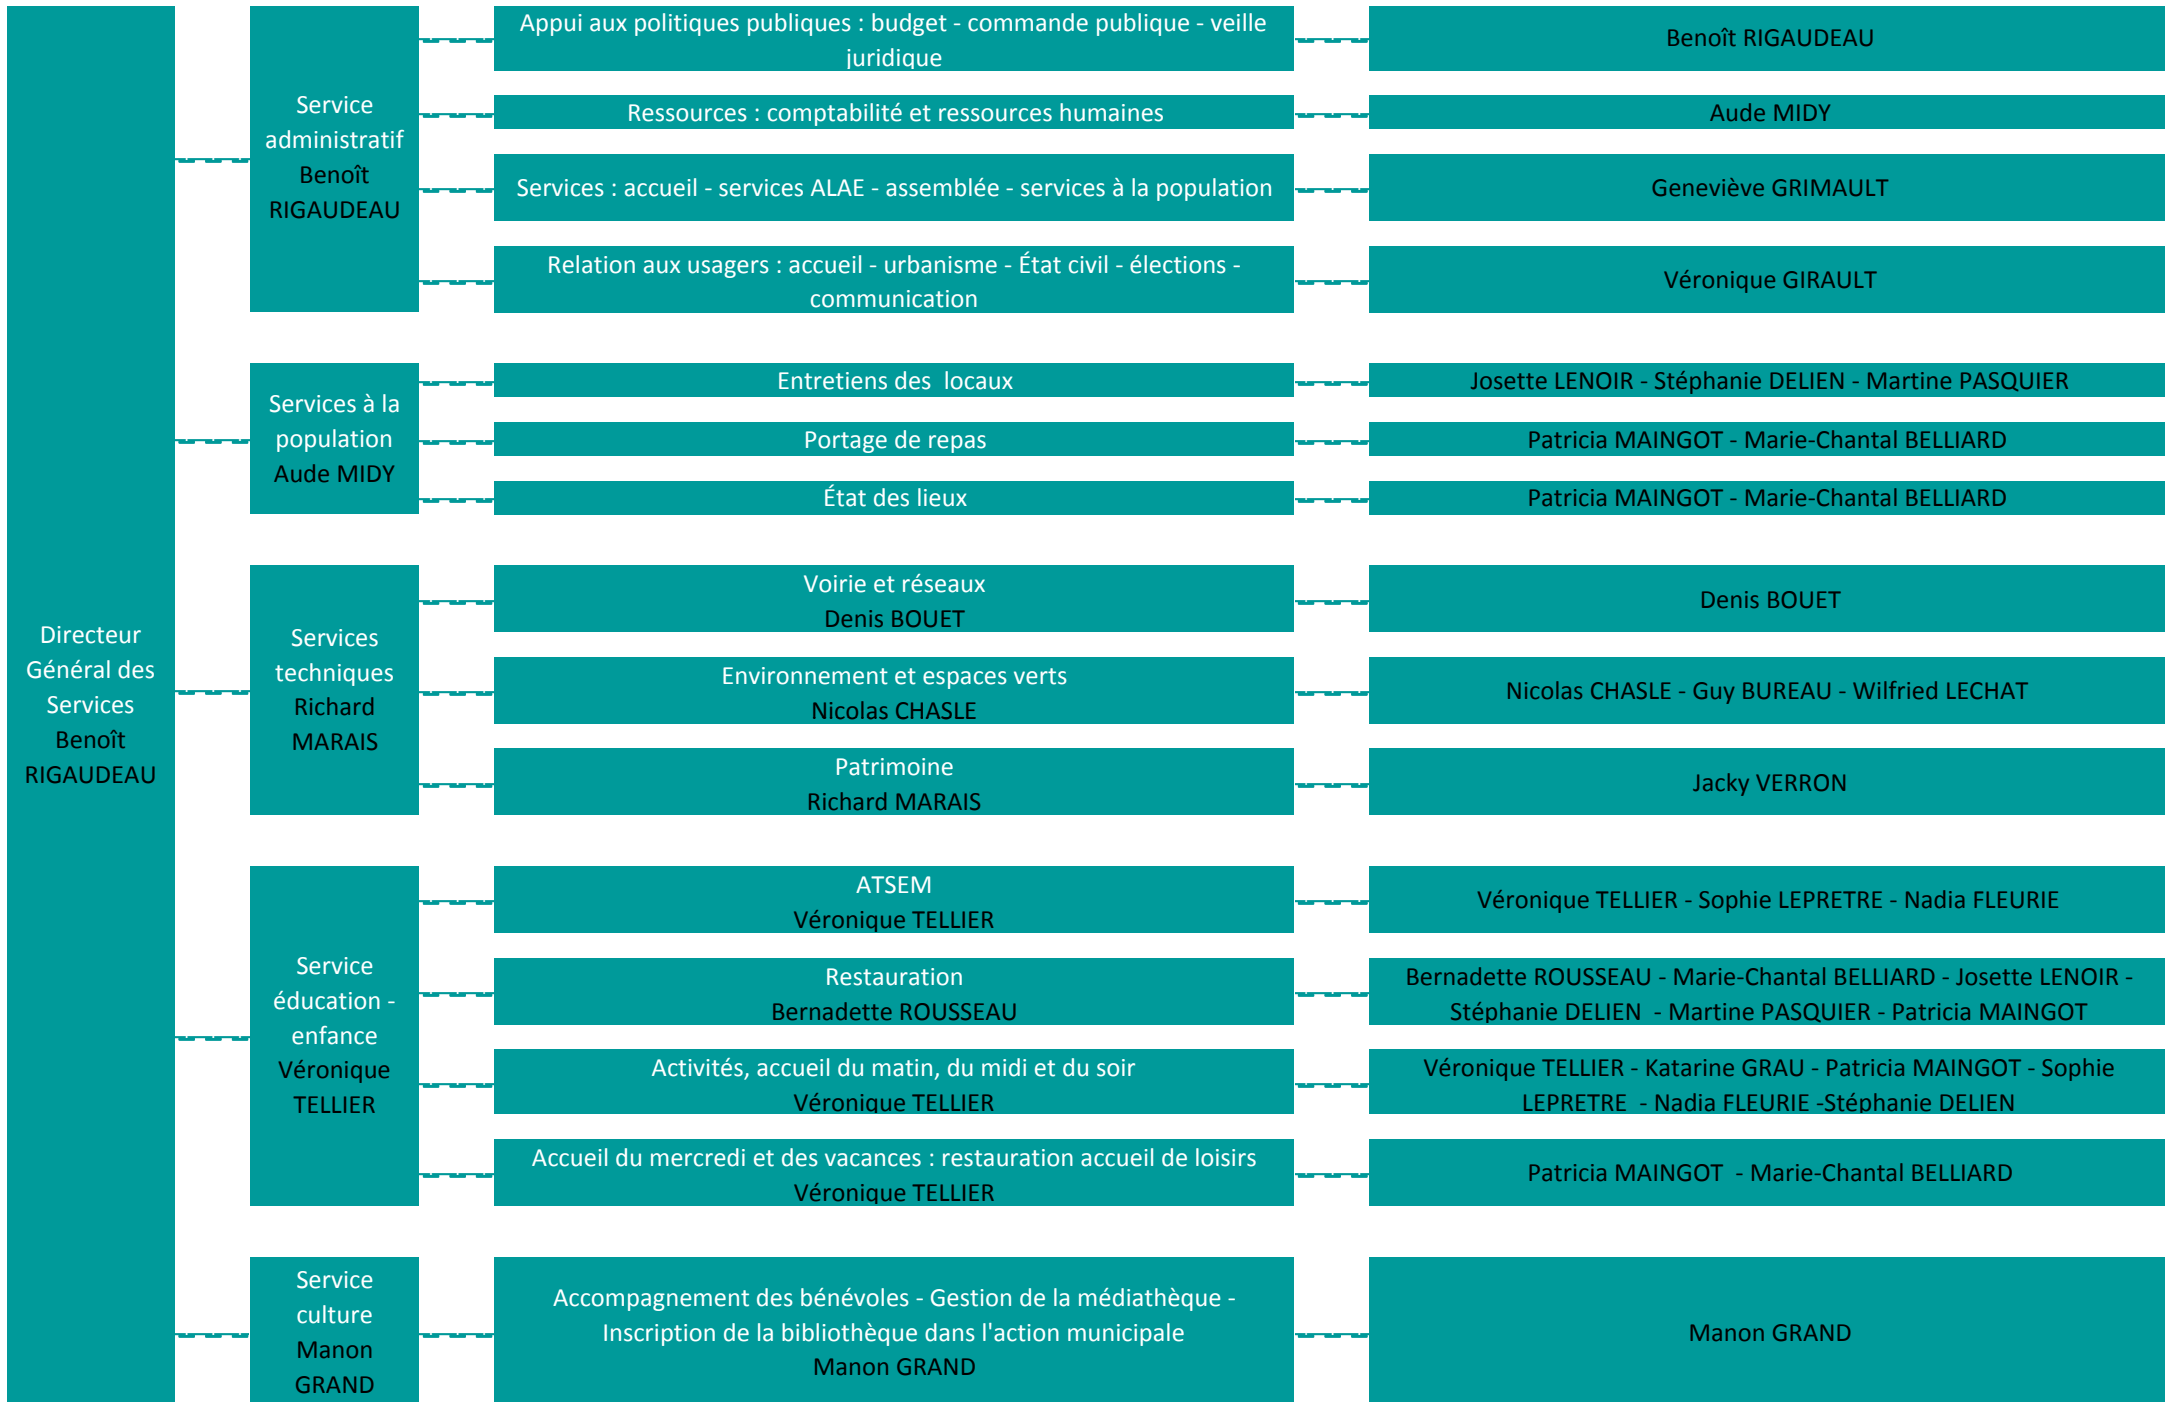 Directeur
Général des
Services
Benoît
RIGAUDEAU
Service
administratif
Benoît
RIGAUDEAU
Appui aux politiques publiques : budget - commande publique - veille
juridique
Benoît RIGAUDEAU
Ressources : comptabilité et ressources humaines
Aude MIDY
Services : accueil - services ALAE - assemblée - services à la population
Geneviève GRIMAULT
Relation aux usagers : accueil - urbanisme - État civil - élections -
communication
Véronique GIRAULT
Services à la
population
Aude MIDY
Entretiens des  locaux
Josette LENOIR - Stéphanie DELIEN - Martine PASQUIER
Portage de repas
Patricia MAINGOT - Marie-Chantal BELLIARD
État des lieux
Patricia MAINGOT - Marie-Chantal BELLIARD
Services
techniques
Richard
MARAIS
Voirie et réseaux
Denis BOUET
Denis BOUET
Environnement et espaces verts
Nicolas CHASLE
Nicolas CHASLE - Guy BUREAU - Wilfried LECHAT
Patrimoine
Richard MARAIS
Jacky VERRON
Service
éducation -
enfance
Véronique
TELLIER
ATSEM
Véronique TELLIER
Véronique TELLIER - Sophie LEPRETRE - Nadia FLEURIE
Restauration
Bernadette ROUSSEAU
Bernadette ROUSSEAU - Marie-Chantal BELLIARD - Josette LENOIR -
Stéphanie DELIEN  - Martine PASQUIER - Patricia MAINGOT
Activités, accueil du matin, du midi et du soir
Véronique TELLIER
Véronique TELLIER - Katarine GRAU - Patricia MAINGOT - Sophie
LEPRETRE  - Nadia FLEURIE -Stéphanie DELIEN
Accueil du mercredi et des vacances : restauration accueil de loisirs
Véronique TELLIER
Patricia MAINGOT  - Marie-Chantal BELLIARD
Service
culture
Manon
GRAND
Accompagnement des bénévoles - Gestion de la médiathèque -
Inscription de la bibliothèque dans l'action municipale
Manon GRAND
Manon GRAND